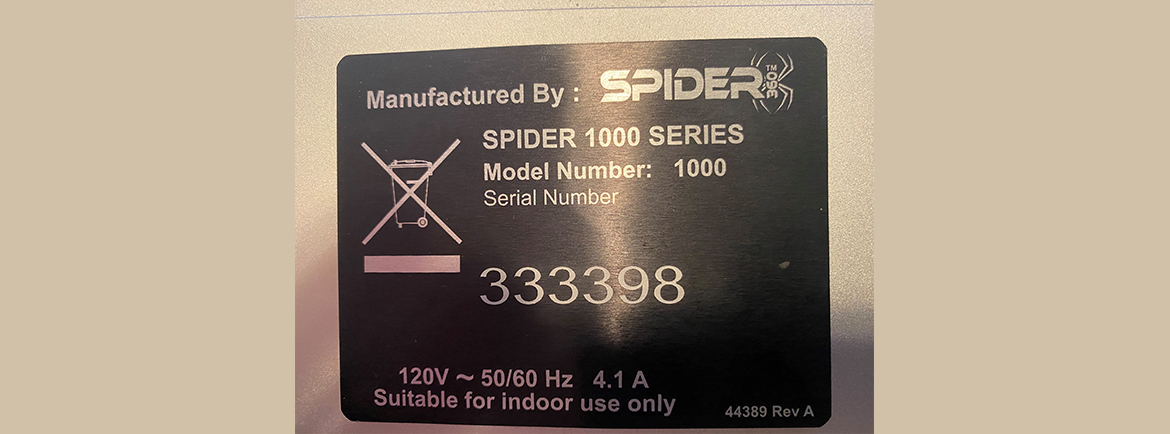 Manufactured By : SPIDER 360™
SPIDER 1000 SERIES
Model Number: 1000
Serial Number
333398
120V ~ 50/60 Hz 4.1 A
Suitable for indoor use only
44389 Rev A